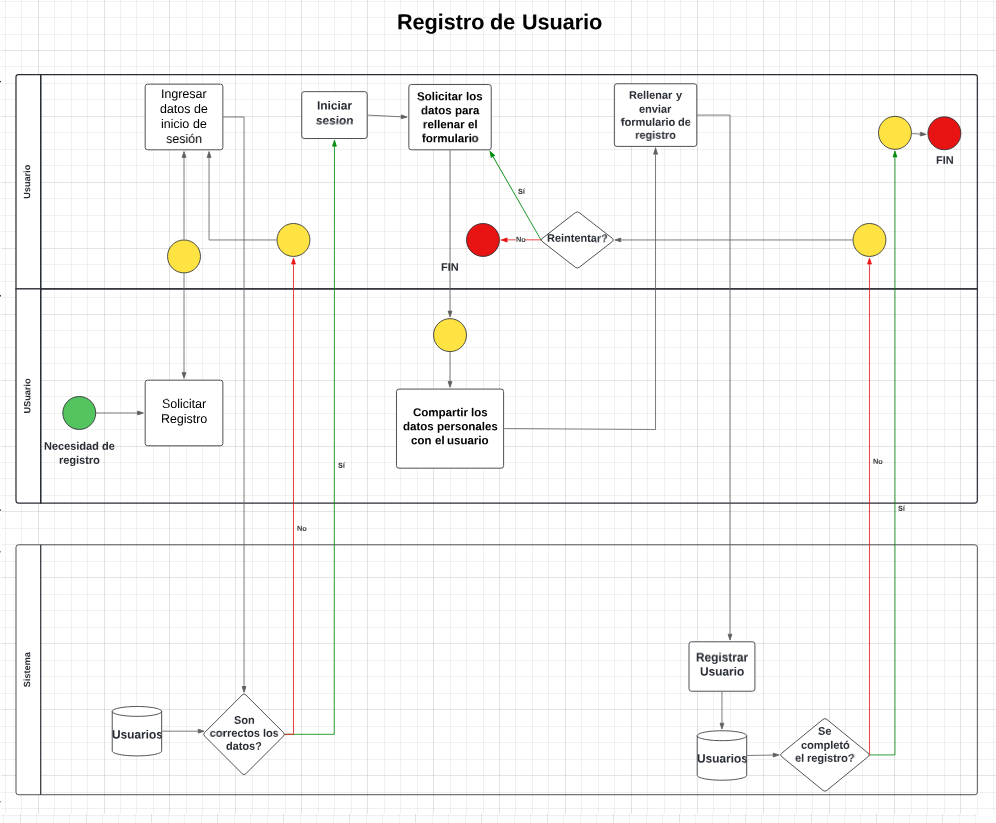 Registro de Usuario
Usuario
Ingresar
datos de
inicio de
sesión
Iniciar
sesion
Solicitar los
datos para
rellenar el
formulario
Rellenar y
enviar
formulario de
registro
FIN
Sí
No
Reintentar?
FIN
USuario
Necesidad de
registro
Solicitar
Registro
Compartir los
datos personales
con el usuario
Sí
No
No
Sí
Sistema
Usuarios
Son
correctos los
datos?
Registrar
Usuario
Usuarios
Se
completó
el registro?